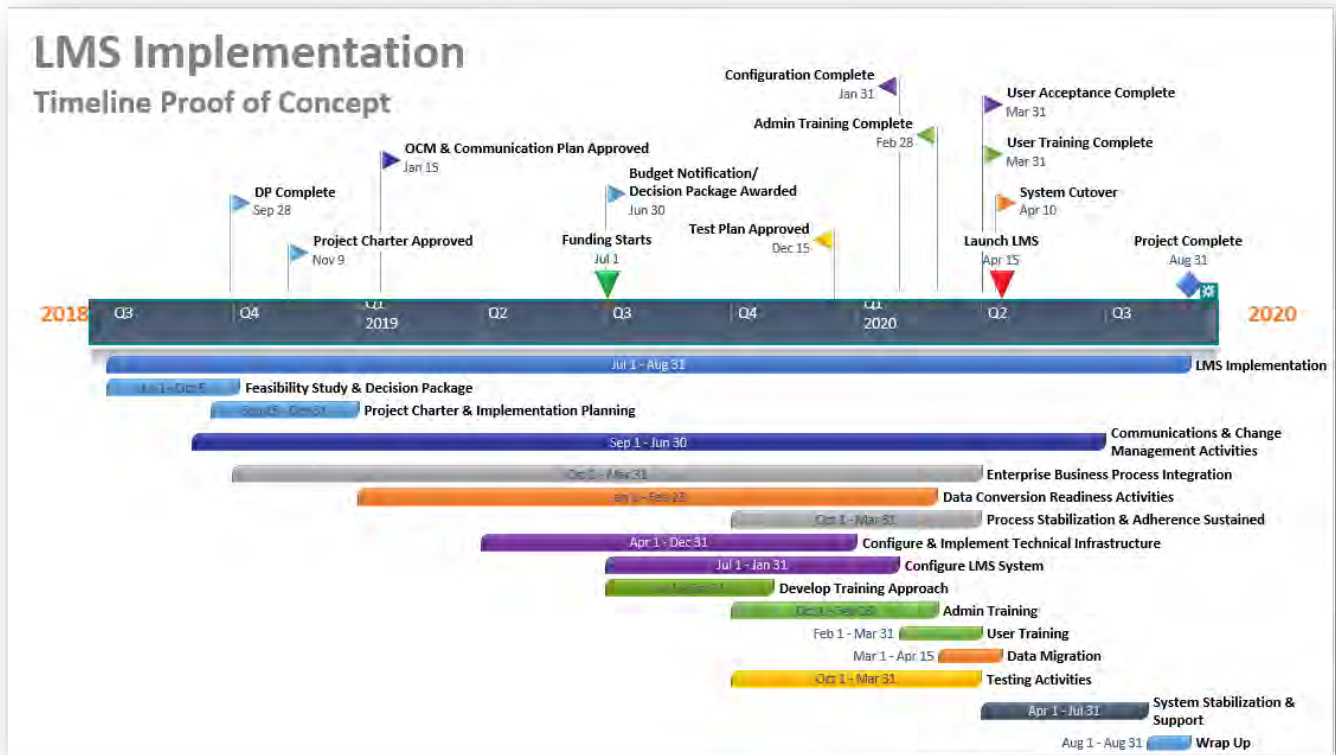 LMS Implementation
Timeline Proof of Concept
Configuration Complete
Jan 31
User Acceptance Complete
Mar 31
Admin Training Complete
Feb 28
User Training Complete
Mar 31
OCM & Communication Plan Approved
Jan 15
Budget Notification/
Decision Package Awarded
Jun 30
DP Complete
Sep 28
System Cutover
Apr 10
Project Charter Approved
Nov 9
Funding Starts
Jul 1
Test Plan Approved
Dec 15
Launch LMS
Apr 15
Project Complete
Aug 31
2018
Q3
Q4
Q1
2019
Q2
Q3
Q4
Q1
2020
Q2
Q3
2020
Jul 1 - Aug 31
LMS Implementation
Jul 1 - Oct 5
Feasibility Study & Decision Package
Project Charter & Implementation Planning
Sep 1 - Jun 30
Communications & Change
Management Activities
Oct 1 - Mar 31
Enterprise Business Process Integration
Data Conversion Readiness Activities
Oct 1 - Mar 31
Process Stabilization & Adherence Sustained
Apr 1 - Dec 31
Configure & Implement Technical Infrastructure
Jul 1 - Jan 31
Configure LMS System
Develop Training Approach
Admin Training
Feb 1 - Mar 31
User Training
Mar 1 - Apr 15
Data Migration
Oct 1 - Mar 31
Testing Activities
Apr 1 - Jul 31
System Stabilization &
Support
Aug 1 - Aug 31
Wrap Up